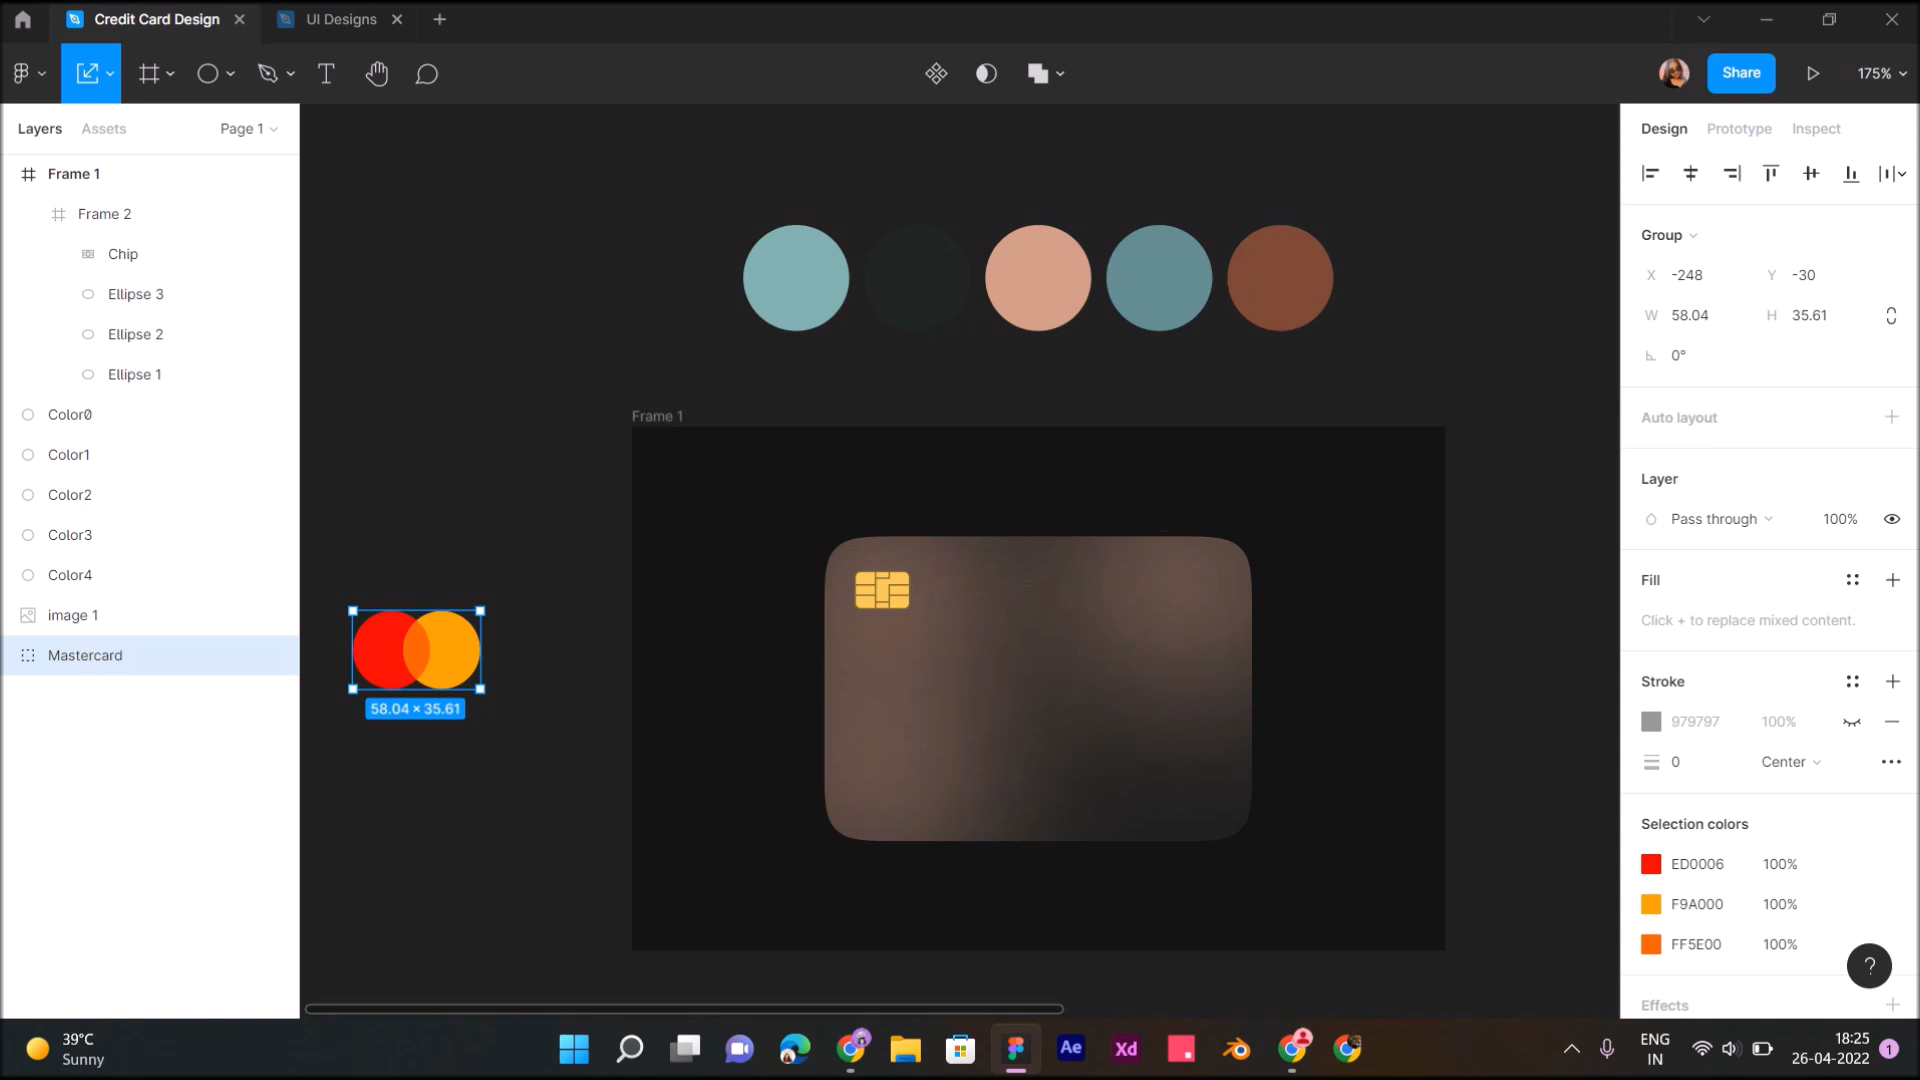 Credit Card Design
UI Designs
Share
175%
Layers
Assets
Page 1
Frame 1
Frame 2
Chip
Ellipse 3
Ellipse 2
Ellipse 1
Color0
Color1
Color2
Color3
Color4
image 1
Mastercard
Frame 1
58.04 × 35.61
Design
Prototype
Inspect
Group
X -248
Y -30
W 58.04
H 35.61
0°
Auto layout
Layer
Pass through
100%
Fill
Click + to replace mixed content.
Stroke
979797 100%
0
Center
Selection colors
ED0006 100%
F9A000 100%
FF5E00 100%
?
Effects
39°C
Sunny
Ae
Xd
ENG
IN
18:25
26-04-2022
1